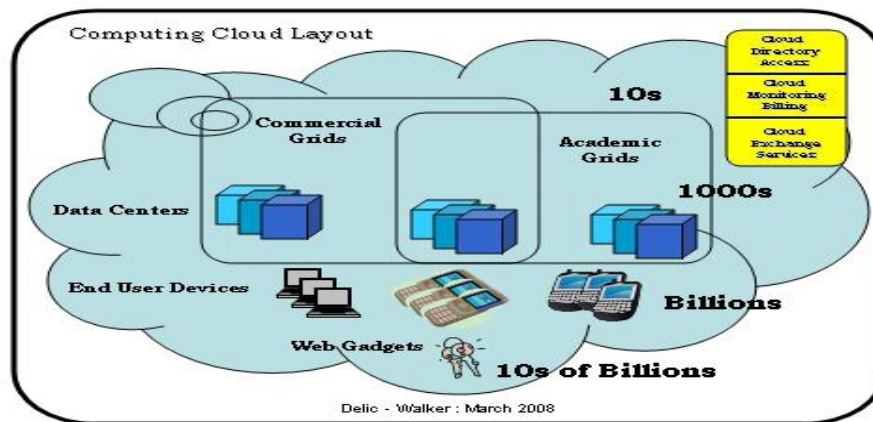 Computing Cloud Layout
Cloud
Directory
Access
Cloud
Monitoring
Billing
Cloud
Exchange
Services
10s
Commercial
Grids
Academic
Grids
1000s
Data Centers
End User Devices
Billions
Web Gadgets
10s of Billions
Delic - Walker : March 2008